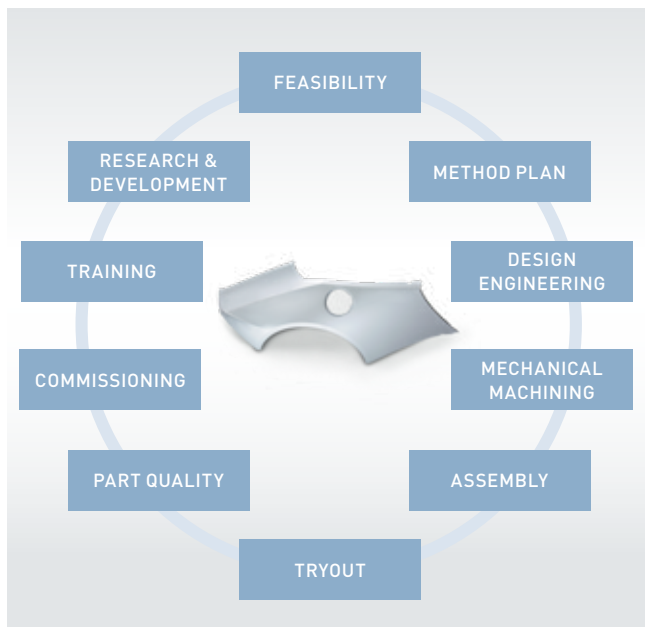 FEASIBILITY
METHOD PLAN
DESIGN
ENGINEERING
MECHANICAL
MACHINING
ASSEMBLY
TRYOUT
PART QUALITY
COMMISSIONING
TRAINING
RESEARCH &
DEVELOPMENT